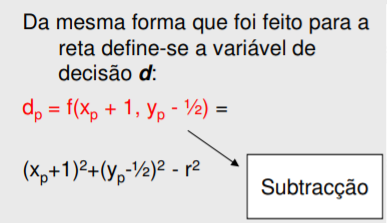 Da mesma forma que foi feito para a
reta define-se a variável de
decisão d:
dₚ = f(xₚ + 1, yₚ - ½) =
(xₚ+1)²+(yₚ-½)² - r²
Subtracção